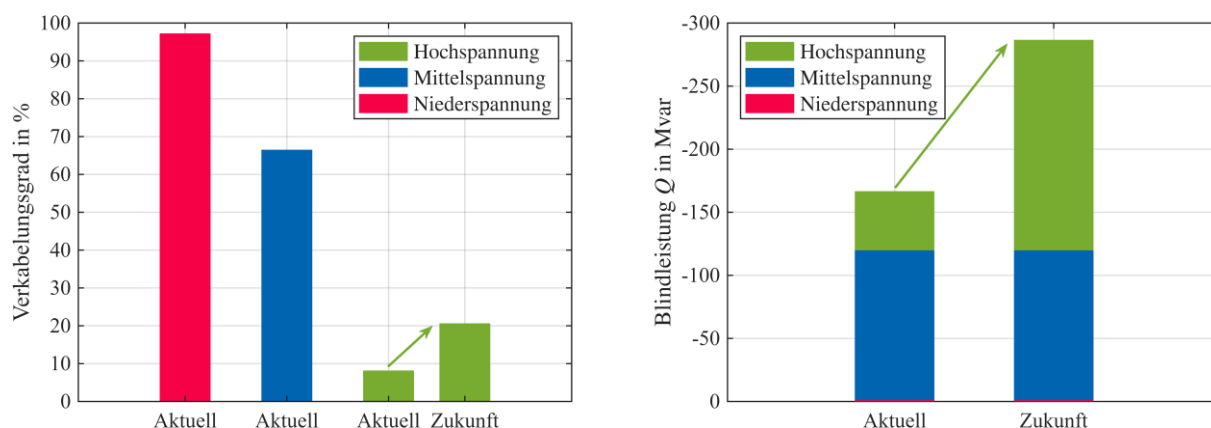 Verkabelungsgrad in %
100
90
80
70
60
50
40
30
20
10
0
Hochspannung
Mittelspannung
Niederspannung
Aktuell Aktuell Aktuell Zukunft
Blindleistung Q in Mvar
-300
-250
-200
-150
-100
-50
0
Hochspannung
Mittelspannung
Niederspannung
Aktuell Zukunft